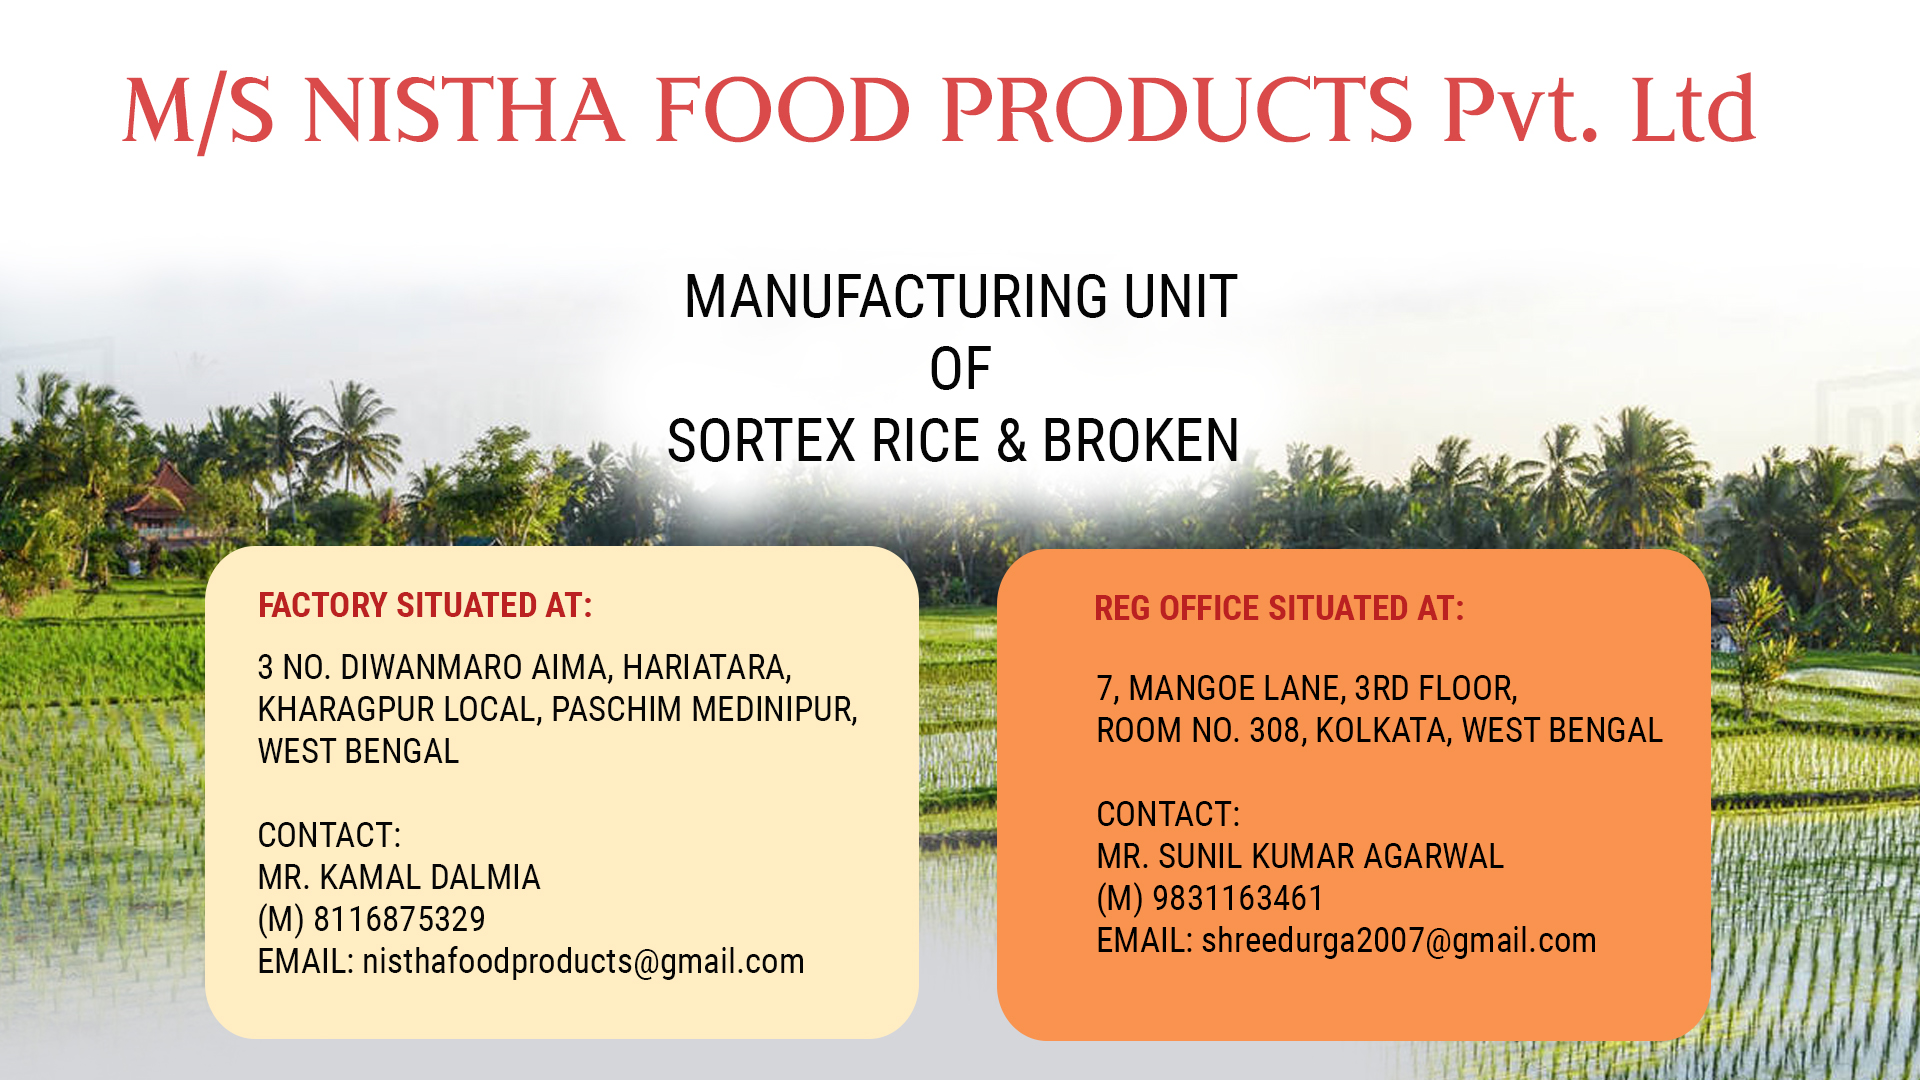 M/S NISTHA FOOD PRODUCTS Pvt. Ltd
MANUFACTURING UNIT
OF
SORTEX RICE & BROKEN
FACTORY SITUATED AT:
3 NO. DIWANMARO AIMA, HARIATARA,
KHARAGPUR LOCAL, PASCHIM MEDINIPUR,
WEST BENGAL
CONTACT:
MR. KAMAL DALMIA
(M) 8116875329
EMAIL: nisthafoodproducts@gmail.com
REG OFFICE SITUATED AT:
7, MANGOE LANE, 3RD FLOOR,
ROOM NO. 308, KOLKATA, WEST BENGAL
CONTACT:
MR. SUNIL KUMAR AGARWAL
(M) 9831163461
EMAIL: shreedurga2007@gmail.com